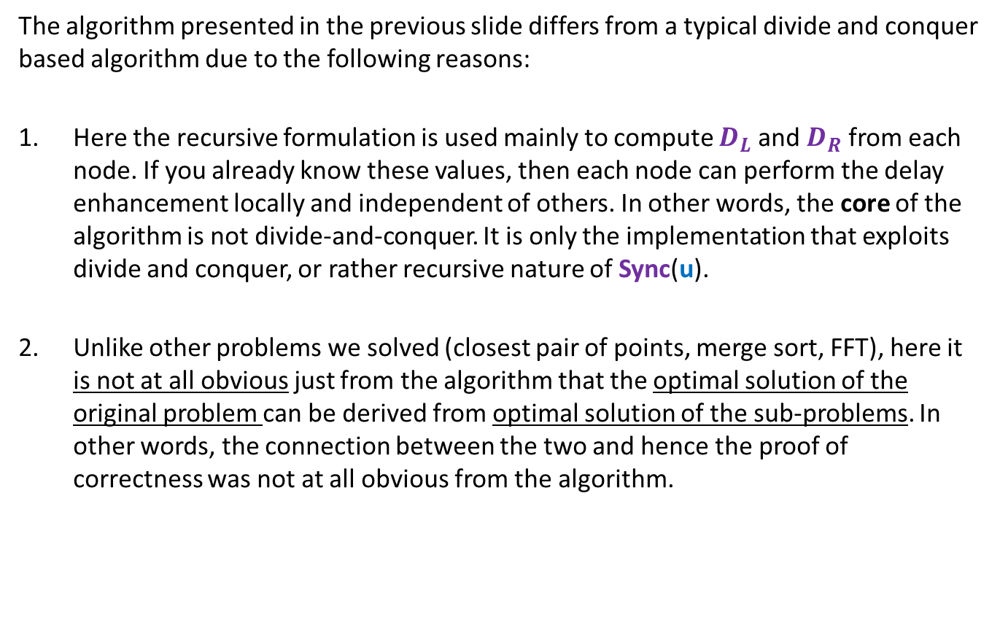 The algorithm presented in the previous slide differs from a typical divide and conquer
based algorithm due to the following reasons:
1. Here the recursive formulation is used mainly to compute D_L and D_R from each
node. If you already know these values, then each node can perform the delay
enhancement locally and independent of others. In other words, the core of the
algorithm is not divide-and-conquer. It is only the implementation that exploits
divide and conquer, or rather recursive nature of Sync(u).
2. Unlike other problems we solved (closest pair of points, merge sort, FFT), here it
is not at all obvious just from the algorithm that the optimal solution of the
original problem can be derived from optimal solution of the sub-problems. In
other words, the connection between the two and hence the proof of
correctness was not at all obvious from the algorithm.